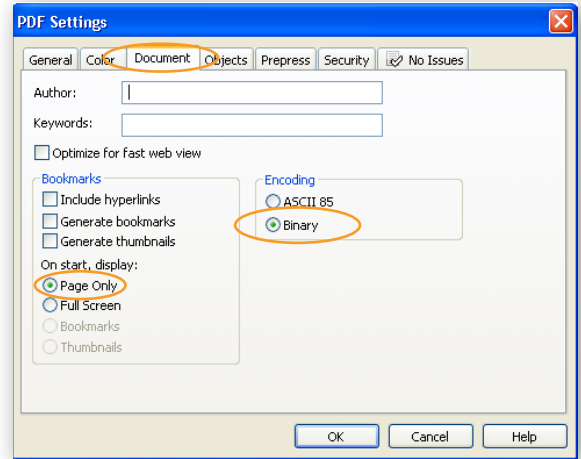 PDF Settings
General Color Document Objects Prepress Security No Issues
Author:
Keywords:
Optimize for fast web view
Bookmarks
Include hyperlinks
Generate bookmarks
Generate thumbnails
On start, display:
Page Only
Full Screen
Bookmarks
Thumbnails
Encoding
ASCII 85
Binary
OK Cancel Help